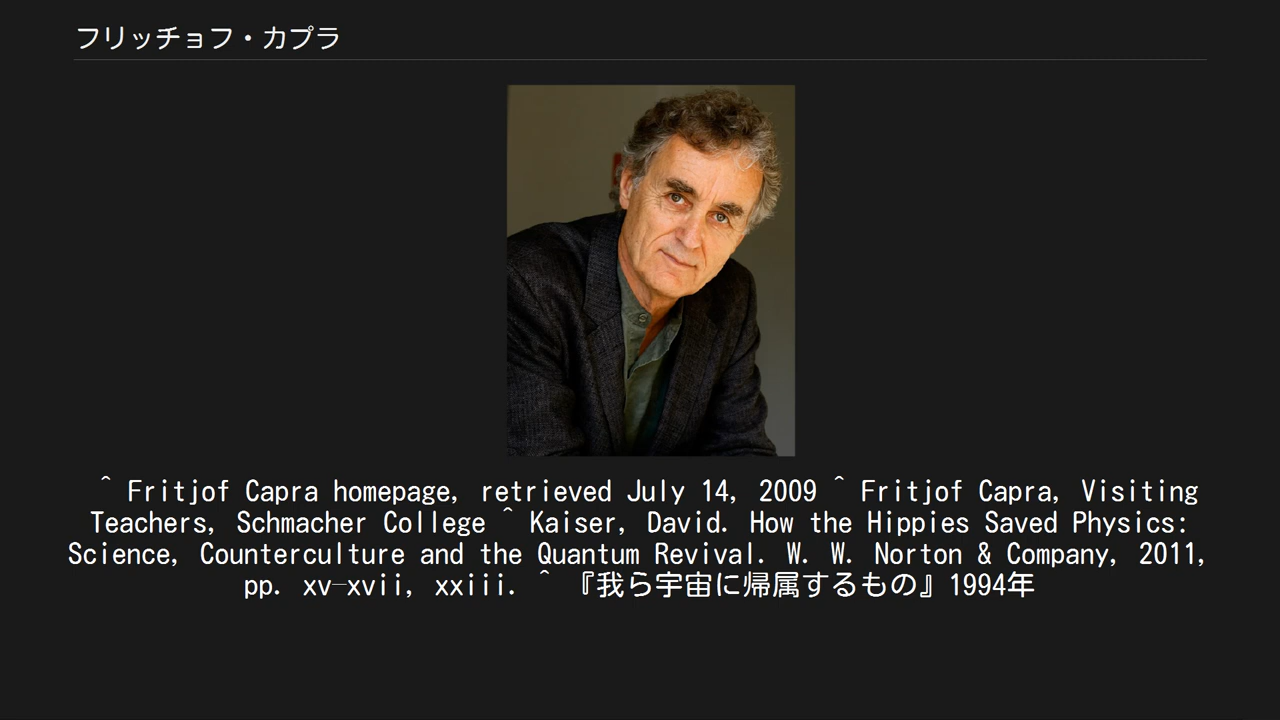 フリッチョフ・カプラ
^ Fritjof Capra homepage, retrieved July 14, 2009 ^ Fritjof Capra, Visiting
Teachers, Schmacher College ^ Kaiser, David. How the Hippies Saved Physics:
Science, Counterculture and the Quantum Revival. W. W. Norton & Company, 2011,
pp. xv–xvii, xxiii. ^ 『我ら宇宙に帰属するもの』1994年